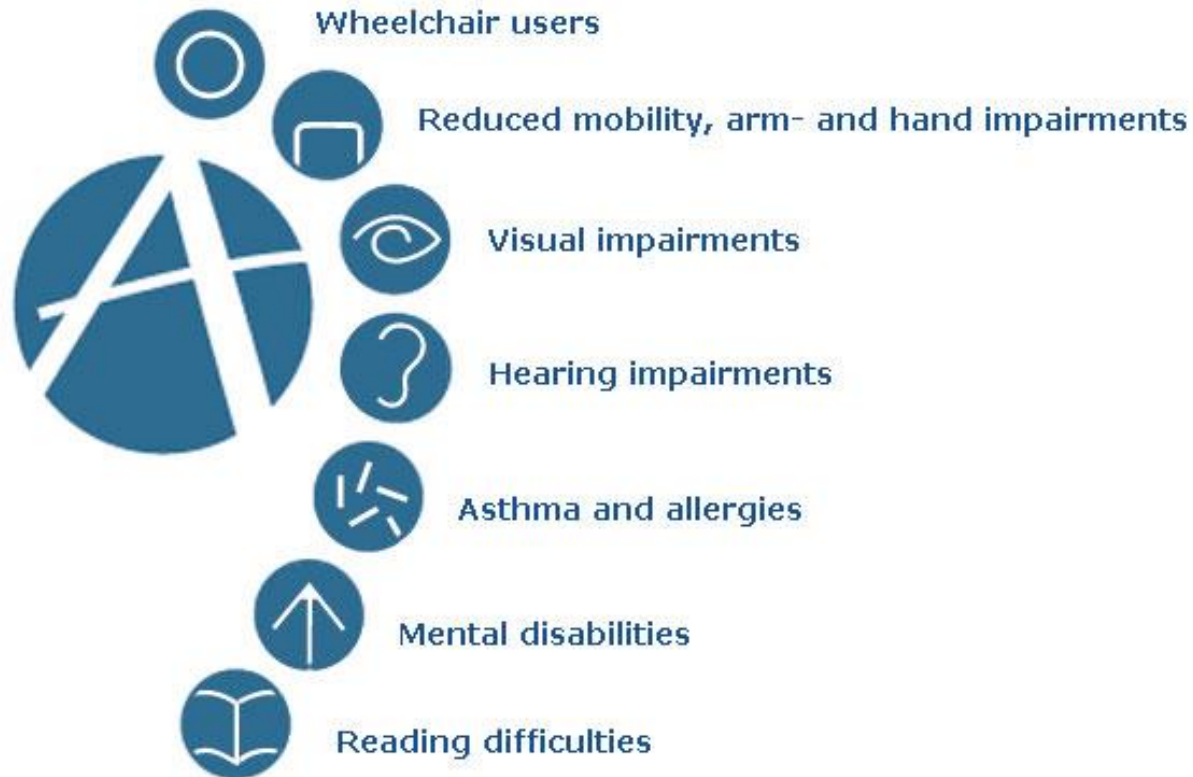 Wheelchair users
Reduced mobility, arm- and hand impairments
A
Visual impairments
Hearing impairments
Asthma and allergies
Mental disabilities
Reading difficulties